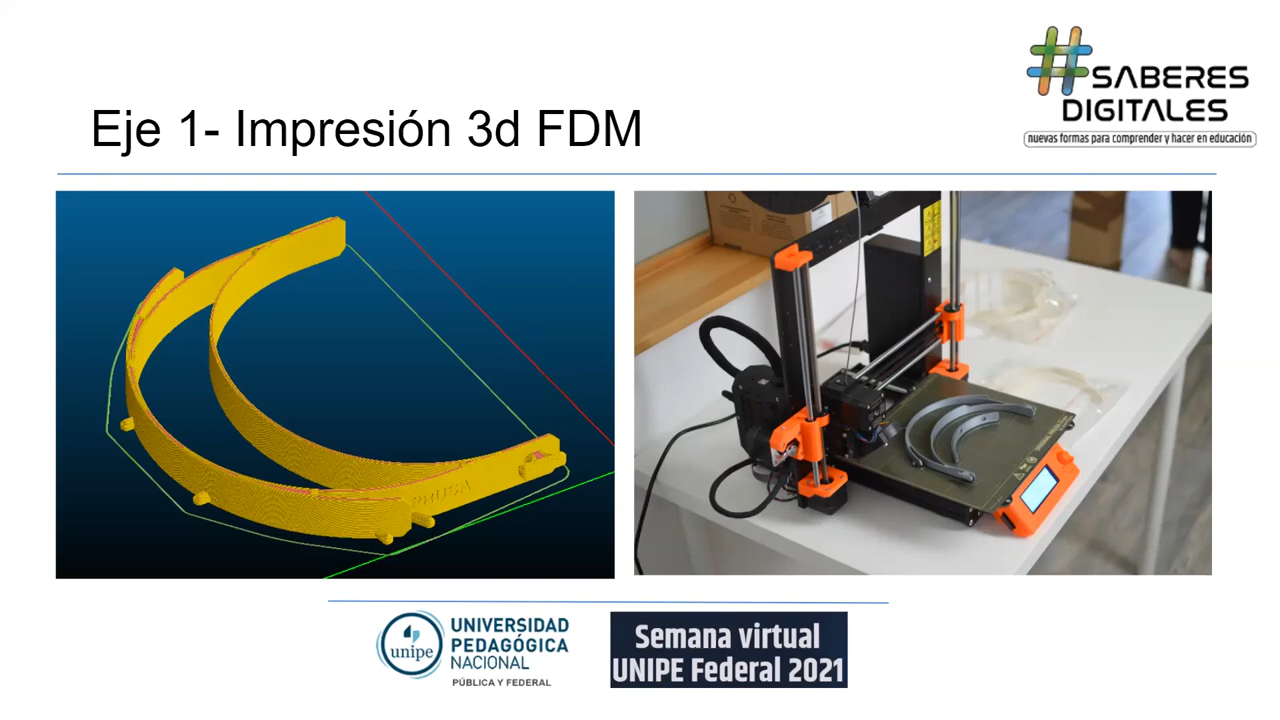 #SABERES
DIGITALES
nuevas formas para comprender y hacer en educación
Eje 1- Impresión 3d FDM
unipe
UNIVERSIDAD
PEDAGÓGICA
NACIONAL
PÚBLICA Y FEDERAL
Semana virtual
UNIPE Federal 2021